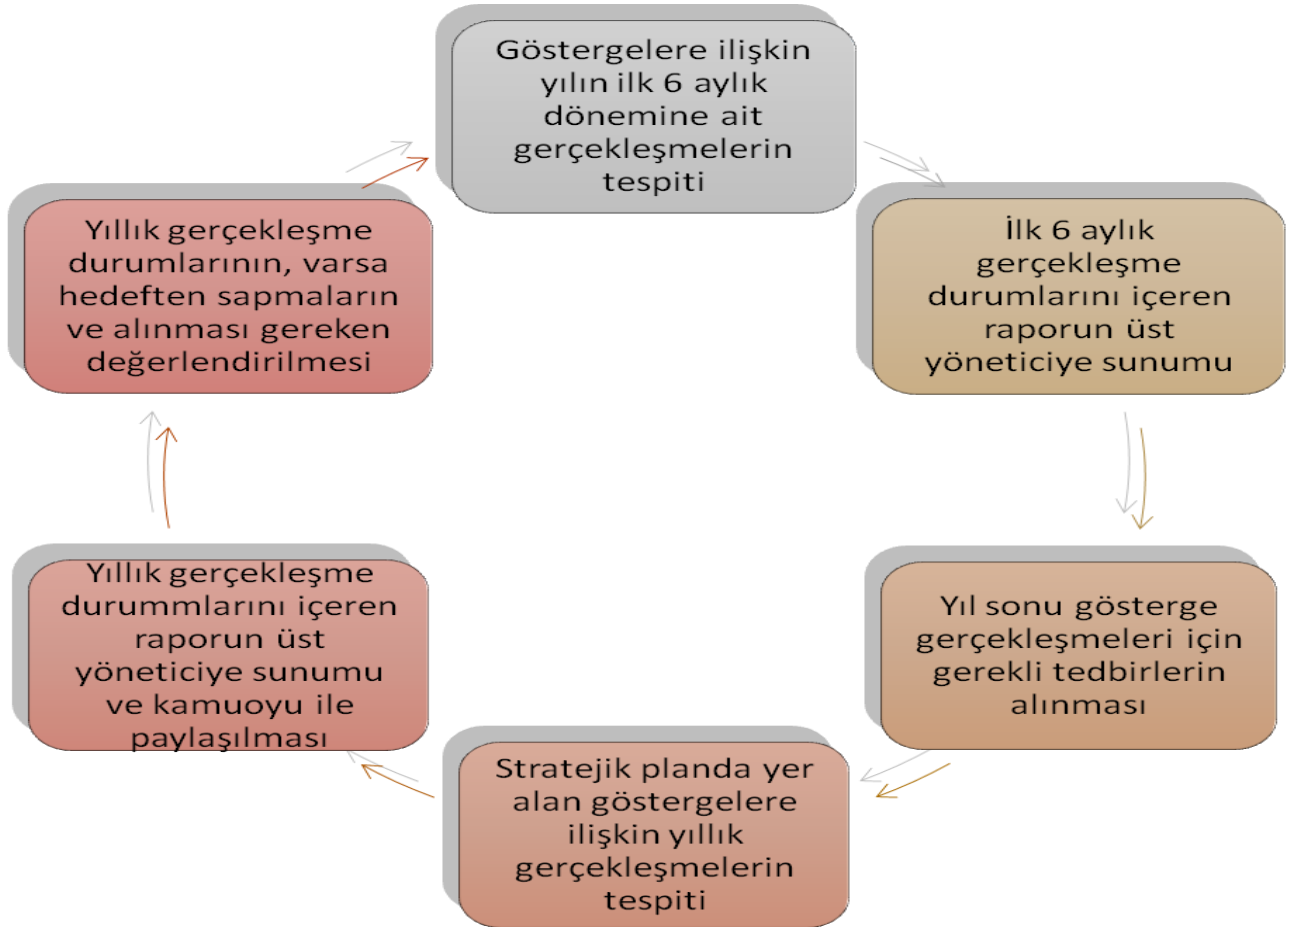 Göstergelere ilişkin
yılın ilk 6 aylık
dönemine ait
gerçekleşmelerin
tespiti
İlk 6 aylık
gerçekleşme
durumlarını içeren
raporun üst
yöneticiye sunumu
Yıl sonu gösterge
gerçekleşmeleri için
gerekli tedbirlerin
alınması
Stratejik planda yer
alan göstergelere
ilişkin yıllık
gerçekleşmelerin
tespiti
Yıllık gerçekleşme
durummlarını içeren
raporun üst
yöneticiye sunumu
ve kamuoyu ile
paylaşılması
Yıllık gerçekleşme
durumlarının, varsa
hedeften sapmaların
ve alınması gereken
değerlendirilmesi